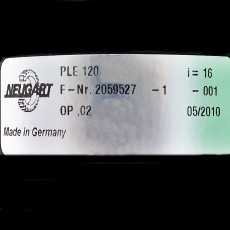 PLE 120 i = 16
NEUGART F-Nr. 2059527 -1 -001
OP ,02 05/2010
Made in Germany